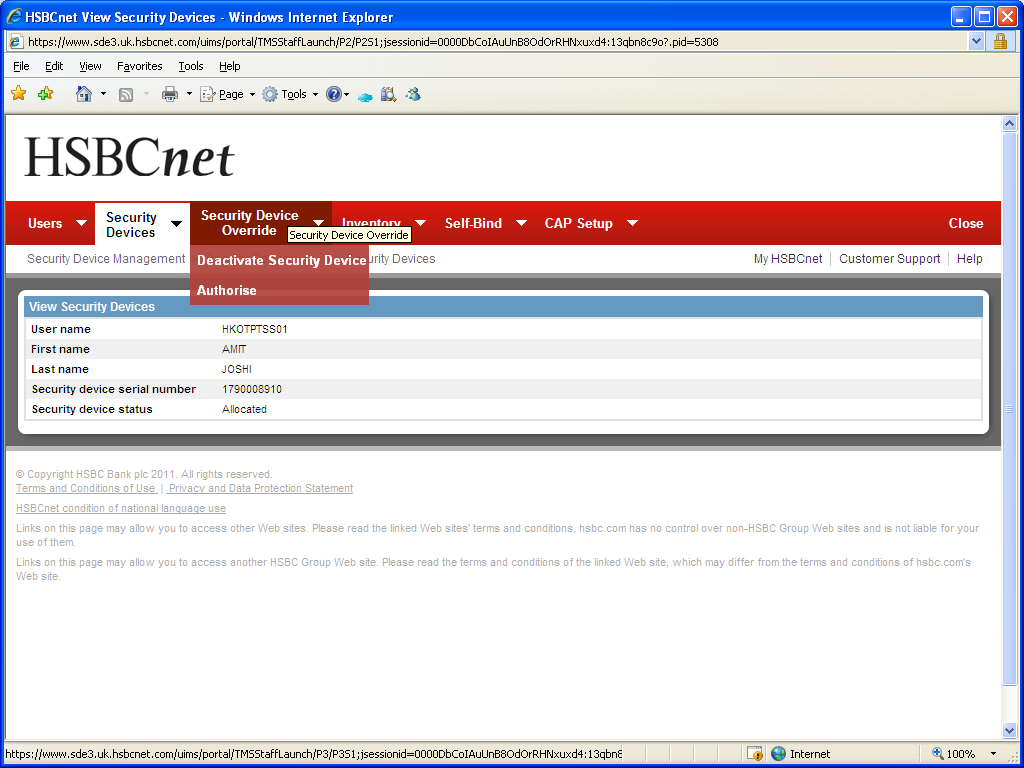 HSBCnet View Security Devices - Windows Internet Explorer
https://www.sde3.uk.hsbcnet.com/uims/portal/TMSStaffLaunch/P2/P2S1;jsessionid=0000DbCoIAuUnB8OdOrRHNxuxd4:13qbn8c9o?.pid=5308
File Edit View Favorites Tools Help
Page Tools
HSBCnet
Users Security Devices Security Device Override Inventory Self-Bind CAP Setup Close
Security Device Override
Security Device Management urity Devices My HSBCnet Customer Support Help
Deactivate Security Device
Authorise
View Security Devices
User name HKOTPTSS01
First name AMIT
Last name JOSHI
Security device serial number 1790008910
Security device status Allocated
© Copyright HSBC Bank plc 2011. All rights reserved.
Terms and Conditions of Use | Privacy and Data Protection Statement
HSBCnet condition of national language use
Links on this page may allow you to access other Web sites. Please read the linked Web sites' terms and conditions. hsbc.com has no control over non-HSBC Group Web sites and is not liable for your
use of them.
Links on this page may allow you to access another HSBC Group Web site. Please read the terms and conditions of the linked Web site, which may differ from the terms and conditions of hsbc.com's
Web site.
https://www.sde3.uk.hsbcnet.com/uims/portal/TMSStaffLaunch/P3/P3S1;jsessionid=0000DbCoIAuUnB8OdOrRHNxuxd4:13qbn8 Internet 100%